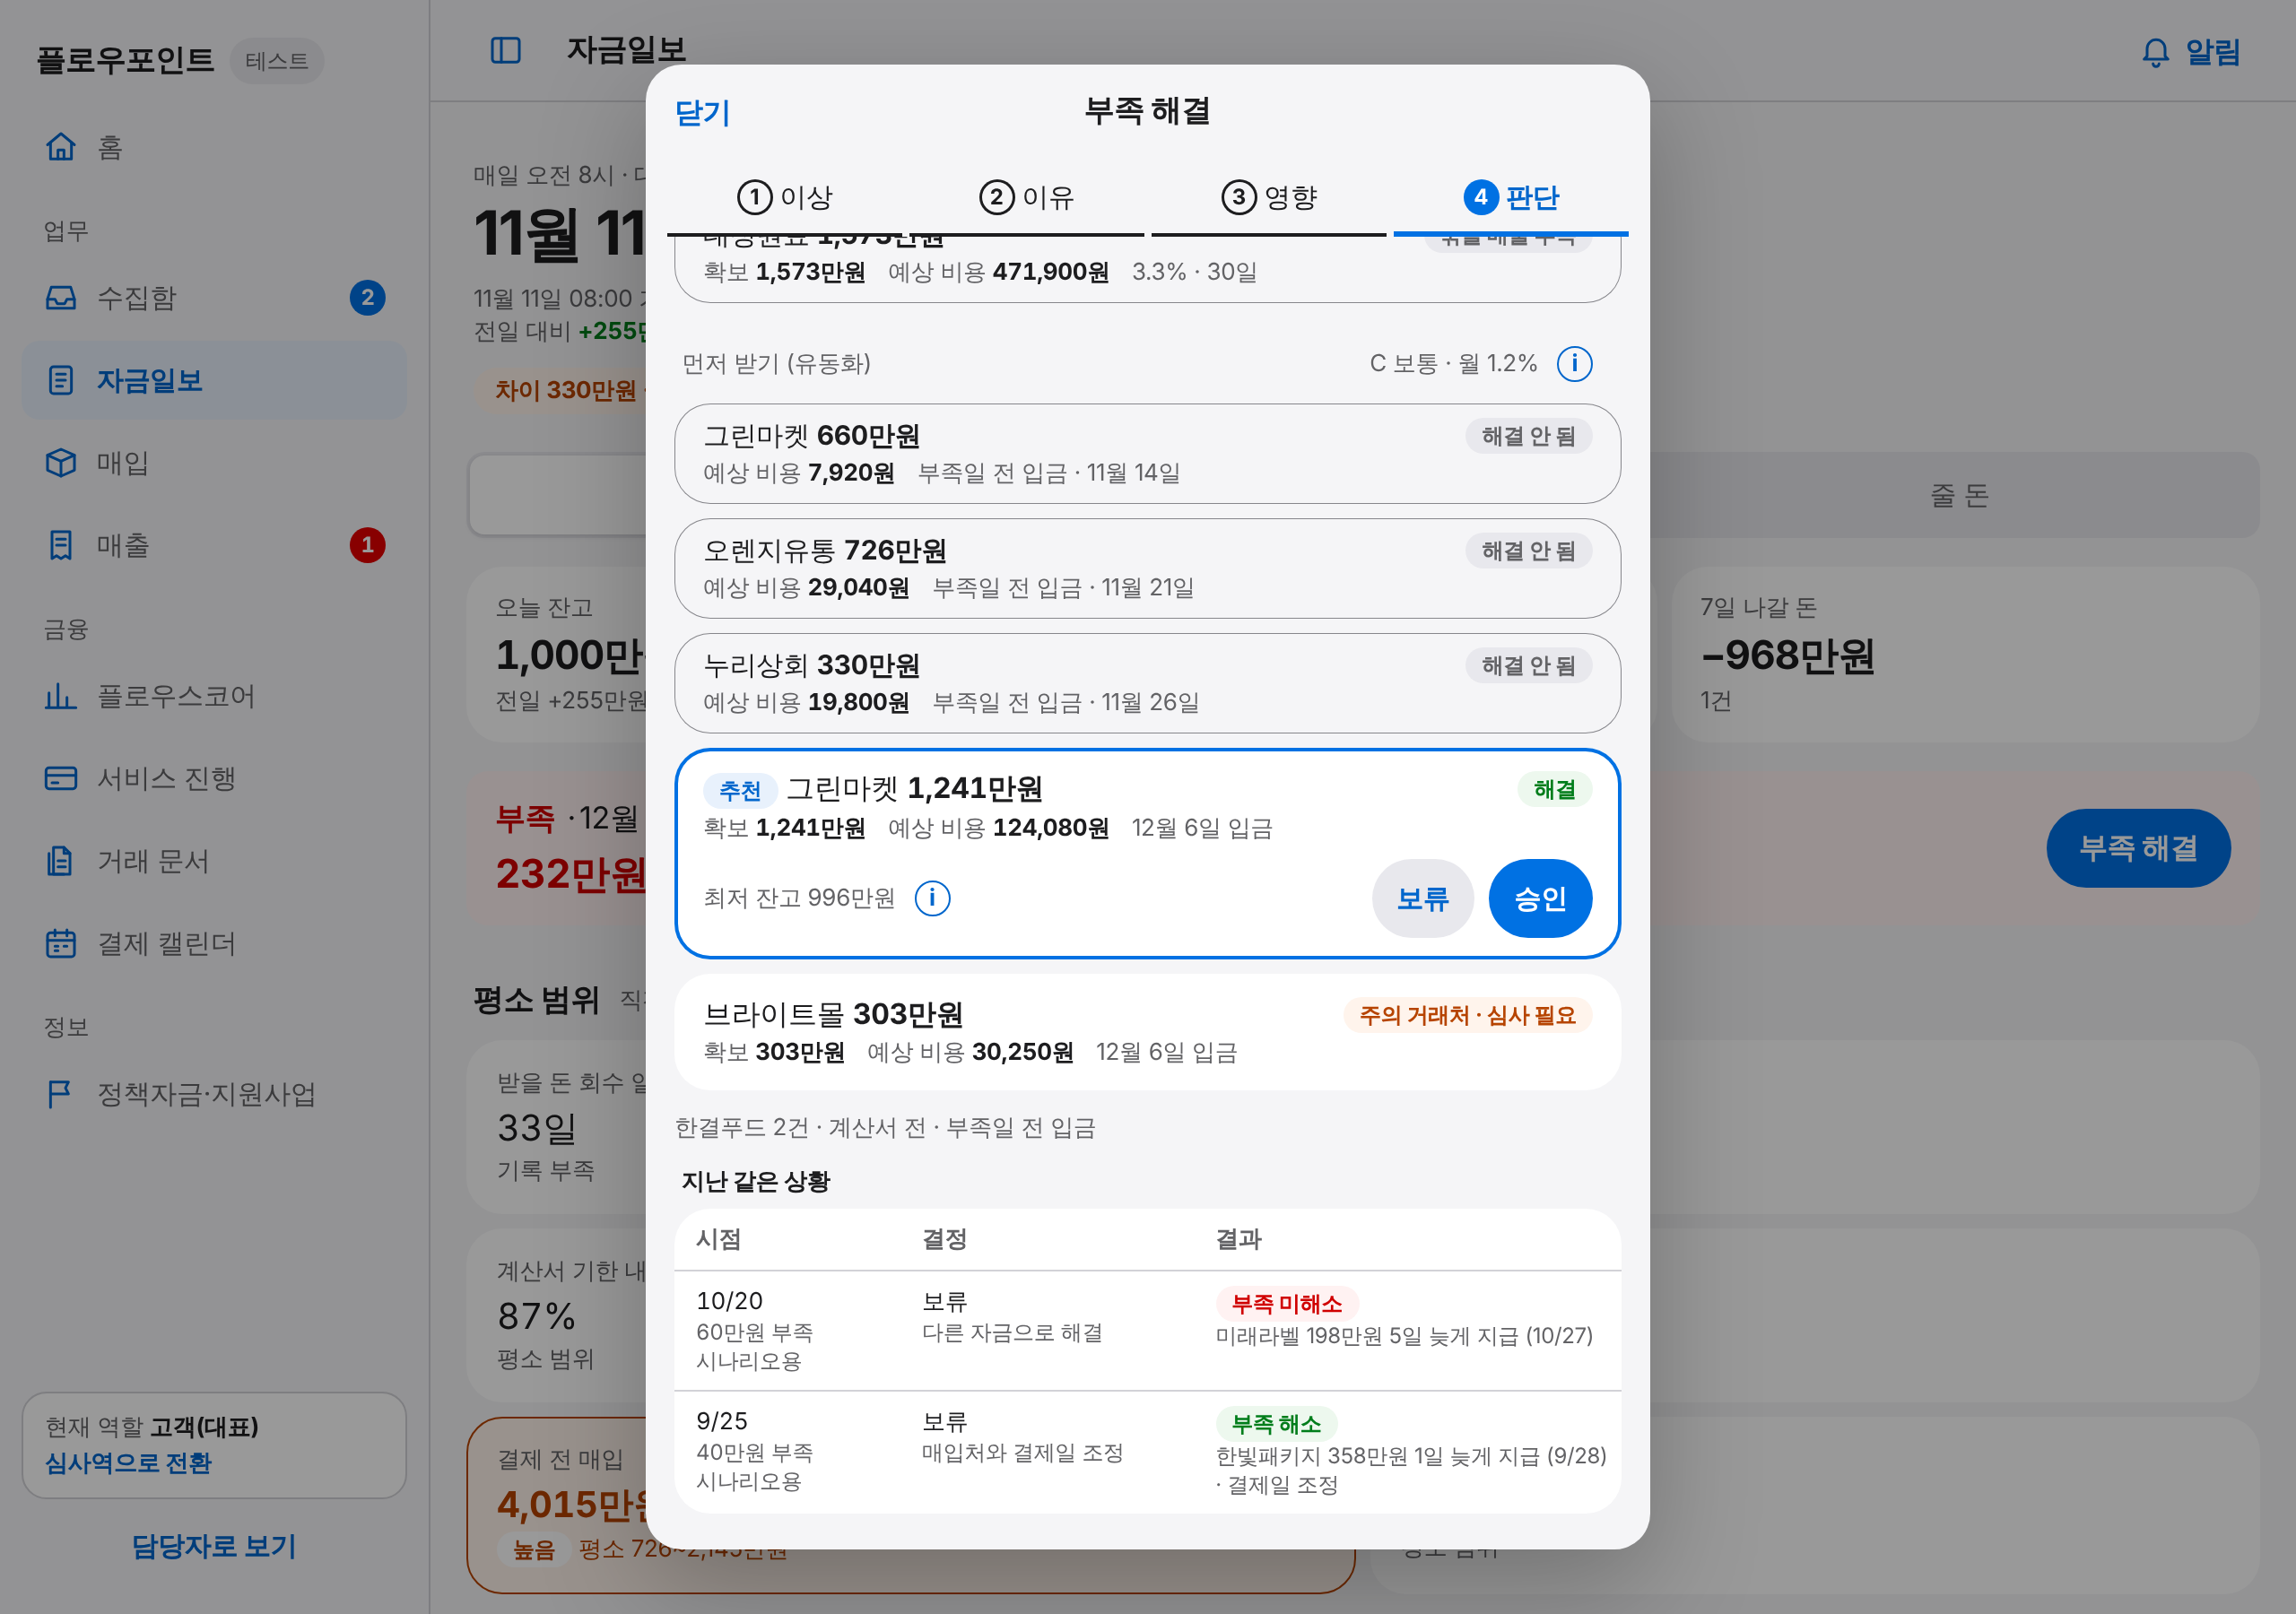 플로우포인트 테스트
홈
업무
수집함 2
자금일보
매입
매출 1
금융
플로우스코어
서비스 진행
거래 문서
결제 캘린더
정보
정책자금·지원사업
현재 역할 고객(대표)
심사역으로 전환
담당자로 보기
자금일보
알림
매일 오전 8시 ·
11월 11
11월 11일 08:00
전일 대비 +255만
차이 330만원
줄 돈
오늘 잔고
1,000만
전일 +255만원
7일 나갈 돈
−968만원
1건
부족 · 12월
232만원
부족 해결
평소 범위
받을 돈 회수
33일
기록 부족
계산서 기한 내
87%
평소 범위
결제 전 매입
4,015만원
높음 평소 726~2,145만원
평소 범위
닫기
부족 해결
1 이상
2 이유
3 영향
4 판단
1,573만원
확보 1,573만원 예상 비용 471,900원 3.3% · 30일
먼저 받기 (유동화)
C 보통 · 월 1.2% i
그린마켓 660만원 해결 안 됨
예상 비용 7,920원 부족일 전 입금 · 11월 14일
오렌지유통 726만원 해결 안 됨
예상 비용 29,040원 부족일 전 입금 · 11월 21일
누리상회 330만원 해결 안 됨
예상 비용 19,800원 부족일 전 입금 · 11월 26일
추천 그린마켓 1,241만원 해결
확보 1,241만원 예상 비용 124,080원 12월 6일 입금
최저 잔고 996만원 i 보류 승인
브라이트몰 303만원 주의 거래처 · 심사 필요
확보 303만원 예상 비용 30,250원 12월 6일 입금
한결푸드 2건 · 계산서 전 · 부족일 전 입금
지난 같은 상황
시점 결정 결과
10/20 보류 부족 미해소
60만원 부족 다른 자금으로 해결 미래라벨 198만원 5일 늦게 지급 (10/27)
시나리오용
9/25 보류 부족 해소
40만원 부족 매입처와 결제일 조정 한빛패키지 358만원 1일 늦게 지급 (9/28)
시나리오용 · 결제일 조정